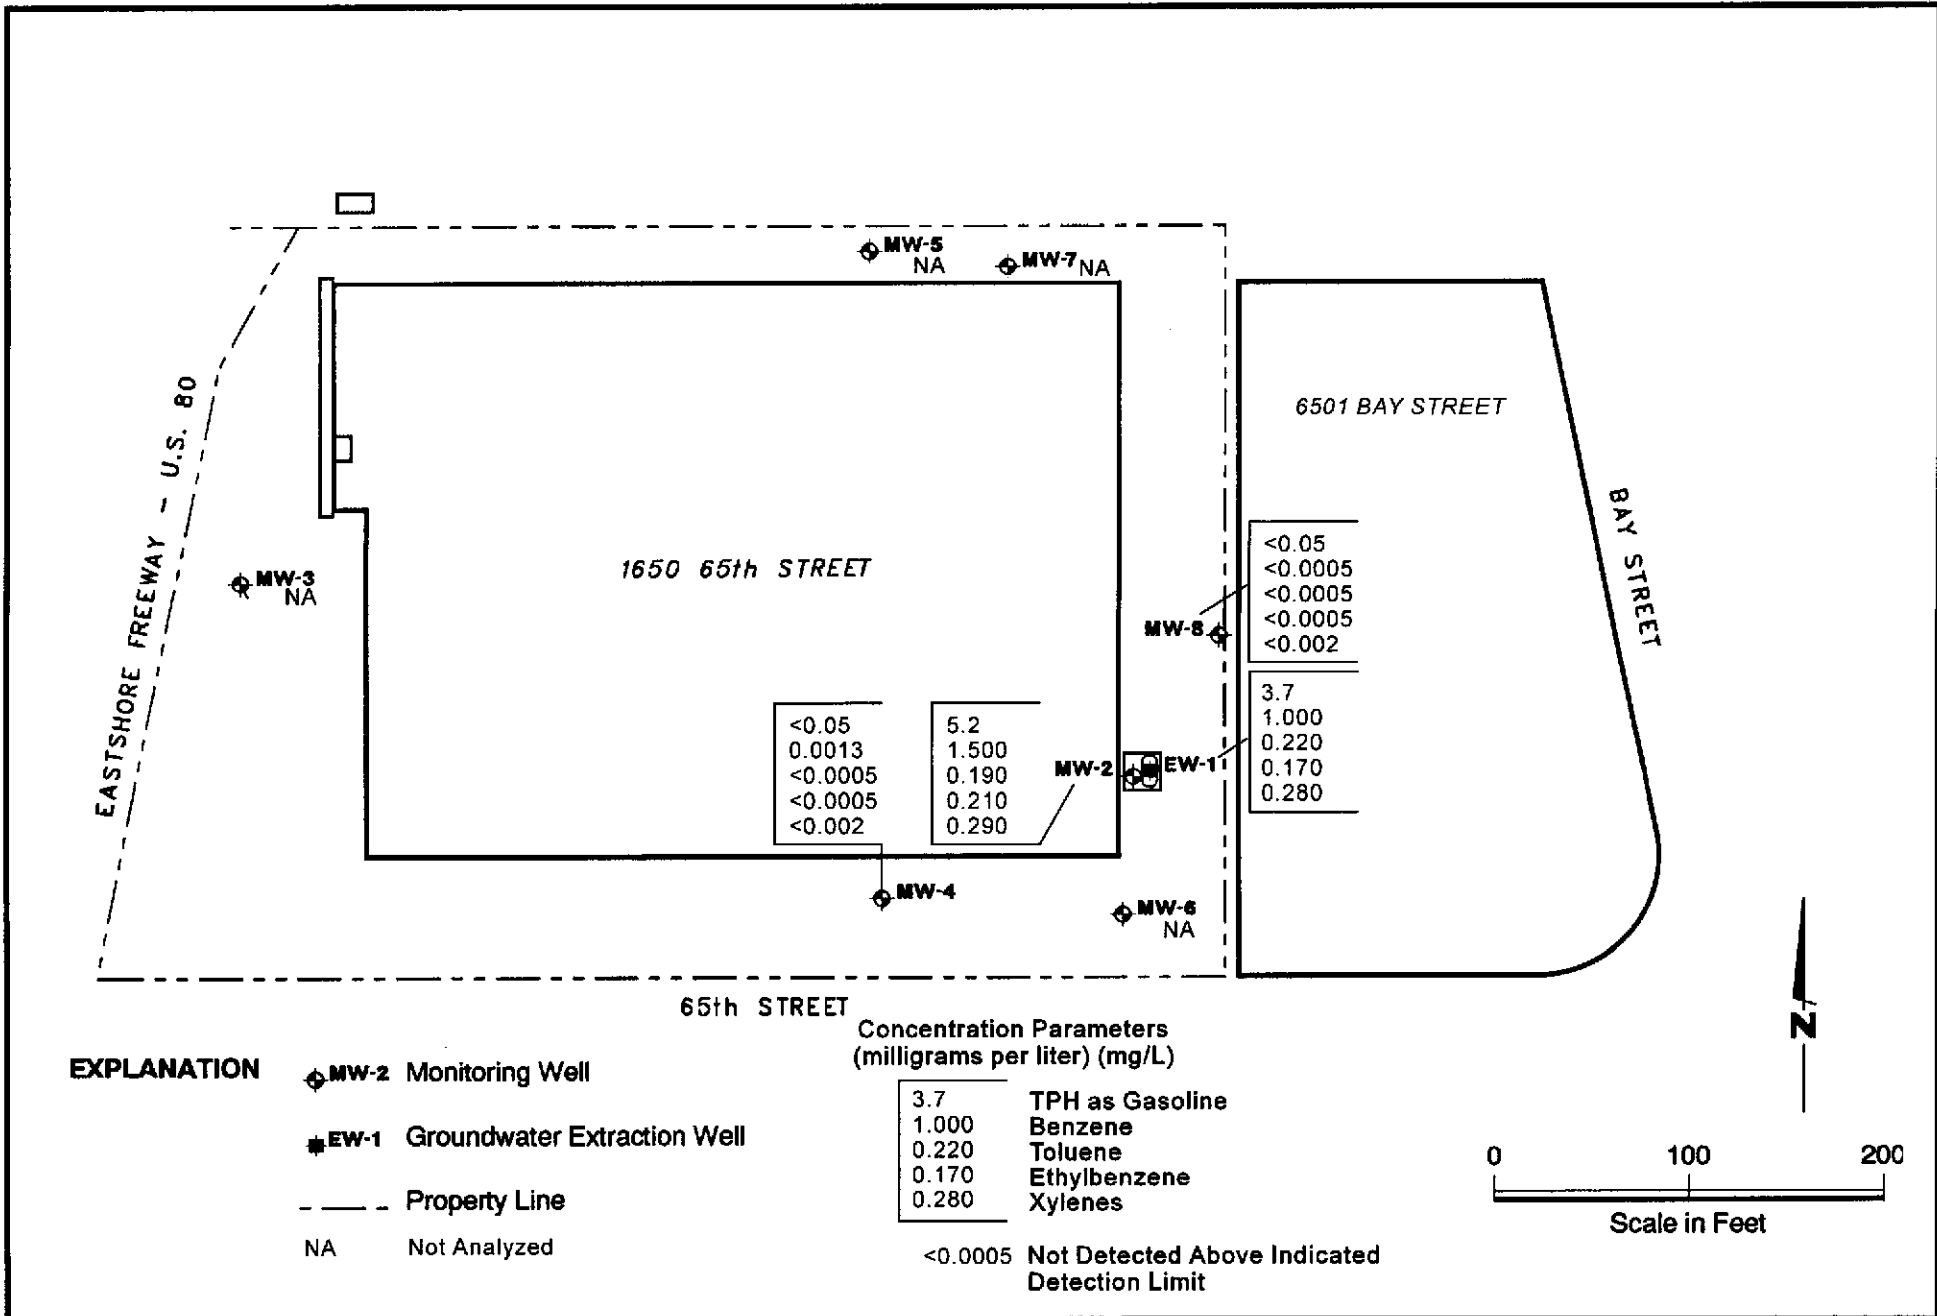 MW-5
NA
MW-7 NA
6501 BAY STREET
EASTSHORE FREEWAY - U.S. 80
BAY STREET
1650 65th STREET
MW-3
NA
MW-8
<0.05
<0.0005
<0.0005
<0.0005
<0.002
3.7
1.000
0.220
0.170
0.280
<0.05
0.0013
<0.0005
<0.0005
<0.002
5.2
1.500
0.190
0.210
0.290
MW-2
EW-1
MW-4
MW-6
NA
65th STREET
EXPLANATION
MW-2 Monitoring Well
EW-1 Groundwater Extraction Well
Property Line
NA Not Analyzed
Concentration Parameters
(milligrams per liter) (mg/L)
3.7 TPH as Gasoline
1.000 Benzene
0.220 Toluene
0.170 Ethylbenzene
0.280 Xylenes
<0.0005 Not Detected Above Indicated
Detection Limit
N
0 100 200
Scale in Feet